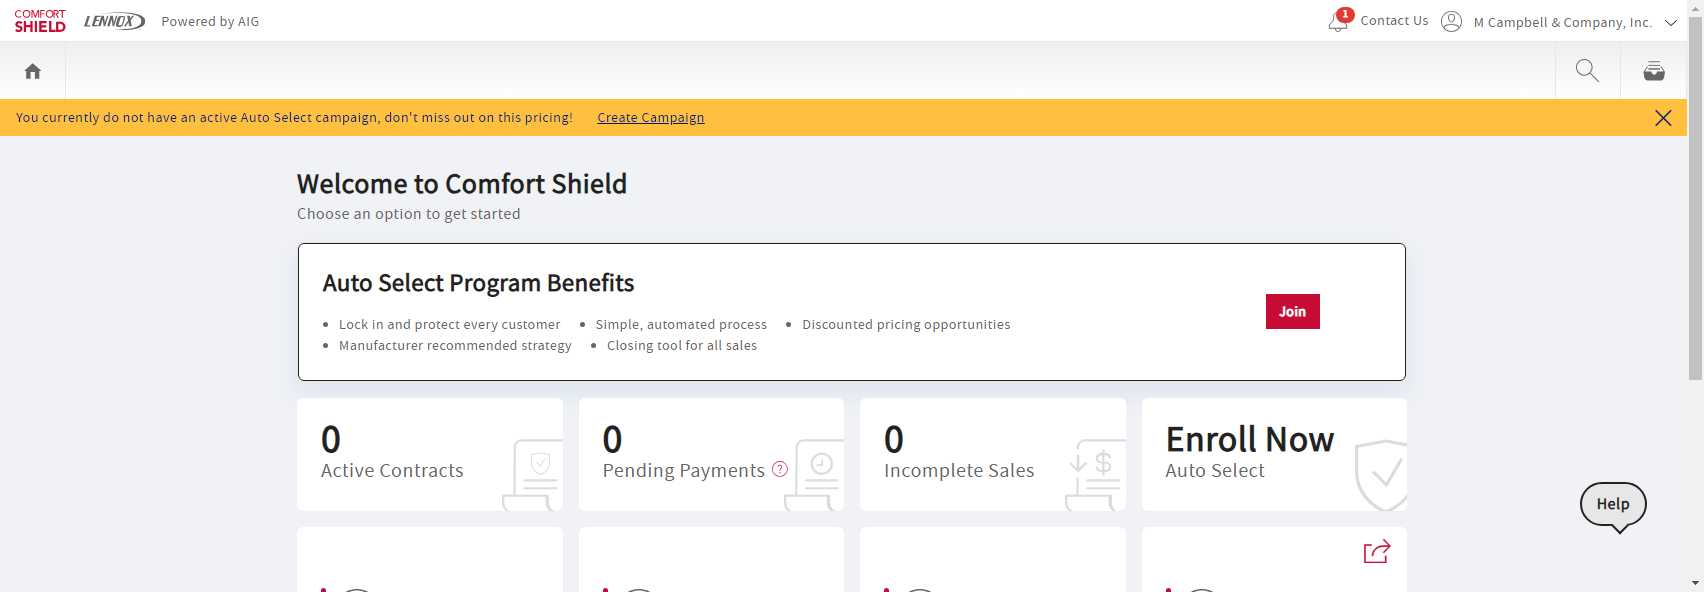 COMFORT
SHIELD
LENNOX
Powered by AIG
1
Contact Us
M Campbell & Company, Inc.
You currently do not have an active Auto Select campaign, don't miss out on this pricing! Create Campaign
Welcome to Comfort Shield
Choose an option to get started
Auto Select Program Benefits
Lock in and protect every customer
Simple, automated process
Discounted pricing opportunities
Manufacturer recommended strategy
Closing tool for all sales
Join
0
Active Contracts
0
Pending Payments ?
0
Incomplete Sales
$
Enroll Now
Auto Select
Help